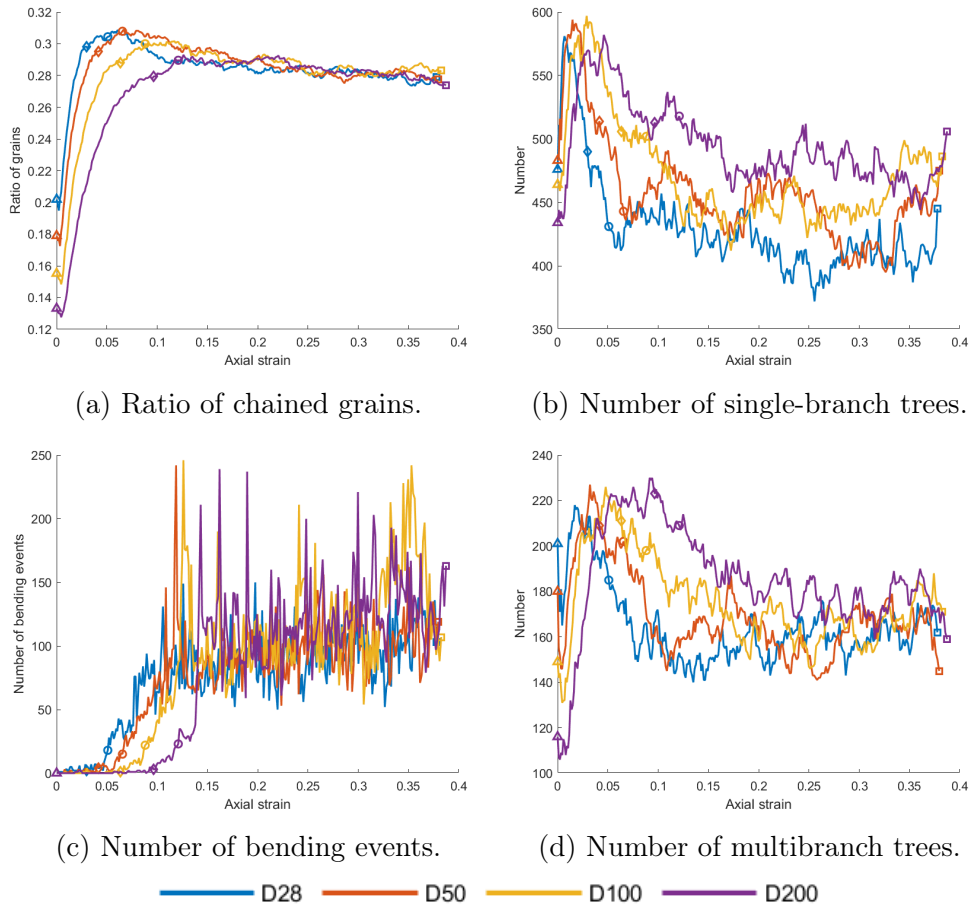 0.32
0.3
0.28
0.26
0.24
0.22
0.2
0.18
0.16
0.14
0.12
Ratio of grains
0 0.05 0.1 0.15 0.2 0.25 0.3 0.35 0.4
Axial strain
(a) Ratio of chained grains.
600
550
500
450
400
350
Number
0 0.05 0.1 0.15 0.2 0.25 0.3 0.35 0.4
Axial strain
(b) Number of single-branch trees.
250
200
150
100
50
0
Number of bending events
0 0.05 0.1 0.15 0.2 0.25 0.3 0.35 0.4
Axial strain
(c) Number of bending events.
240
220
200
180
160
140
120
100
Number
0 0.05 0.1 0.15 0.2 0.25 0.3 0.35 0.4
Axial strain
(d) Number of multibranch trees.
D28 D50 D100 D200